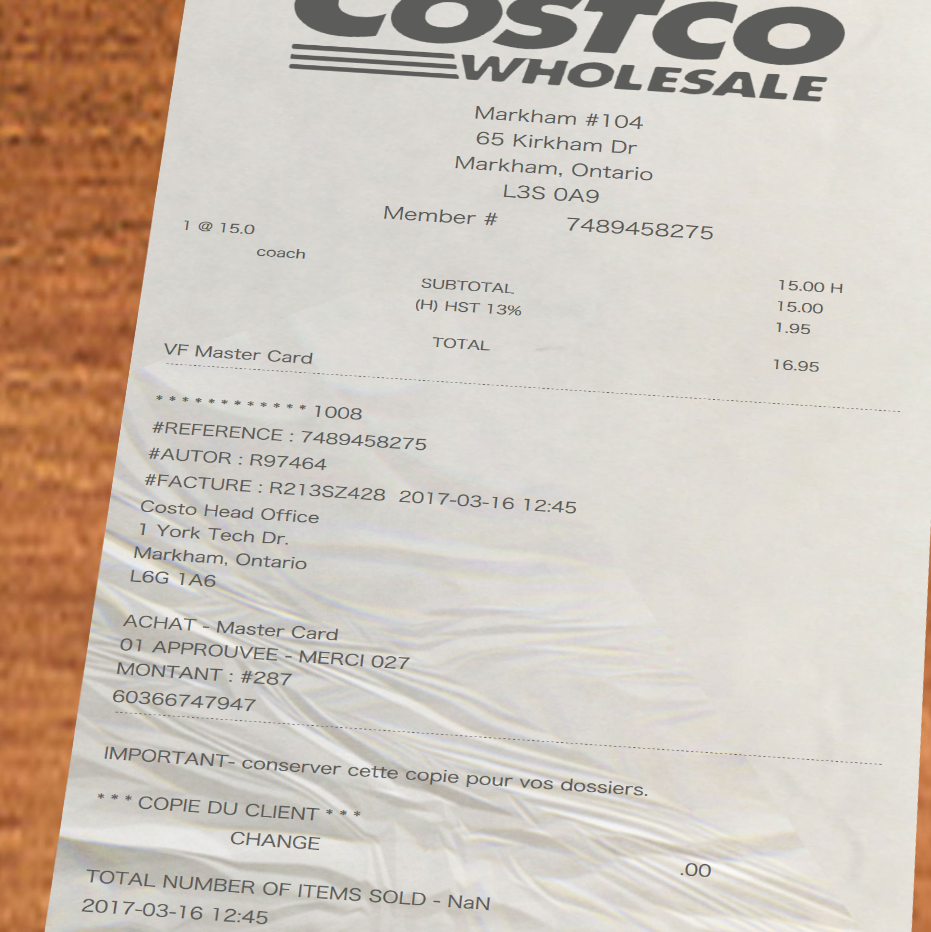 COSTCO
WHOLESALE
Markham #104
65 Kirkham Dr
Markham, Ontario
L3S 0A9
Member # 7489458275
1 @ 15.0
coach 15.00 H
SUBTOTAL 15.00
(H) HST 13% 1.95
TOTAL 16.95
VF Master Card
* * * * * * * * * * * * 1008
#REFERENCE : 7489458275
#AUTOR : R97464
#FACTURE : R213SZ428 2017-03-16 12:45
Costo Head Office
1 York Tech Dr.
Markham, Ontario
L6G 1A6
ACHAT - Master Card
01 APPROUVEE - MERCI 027
MONTANT : #287
60366747947
IMPORTANT- conserver cette copie pour vos dossiers.
* * * COPIE DU CLIENT * * *
CHANGE .00
TOTAL NUMBER OF ITEMS SOLD - NaN
2017-03-16 12:45